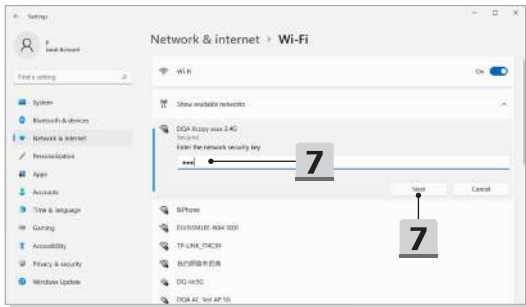 Settings
Local Account
Network & internet > Wi-Fi
Find a setting
Wi-Fi
On
System
Bluetooth & devices
Network & internet
Personalization
Apps
Accounts
Time & language
Gaming
Accessibility
Privacy & security
Windows Update
Show available networks
Secured
Enter the network security key
7
Next
Cancel
7